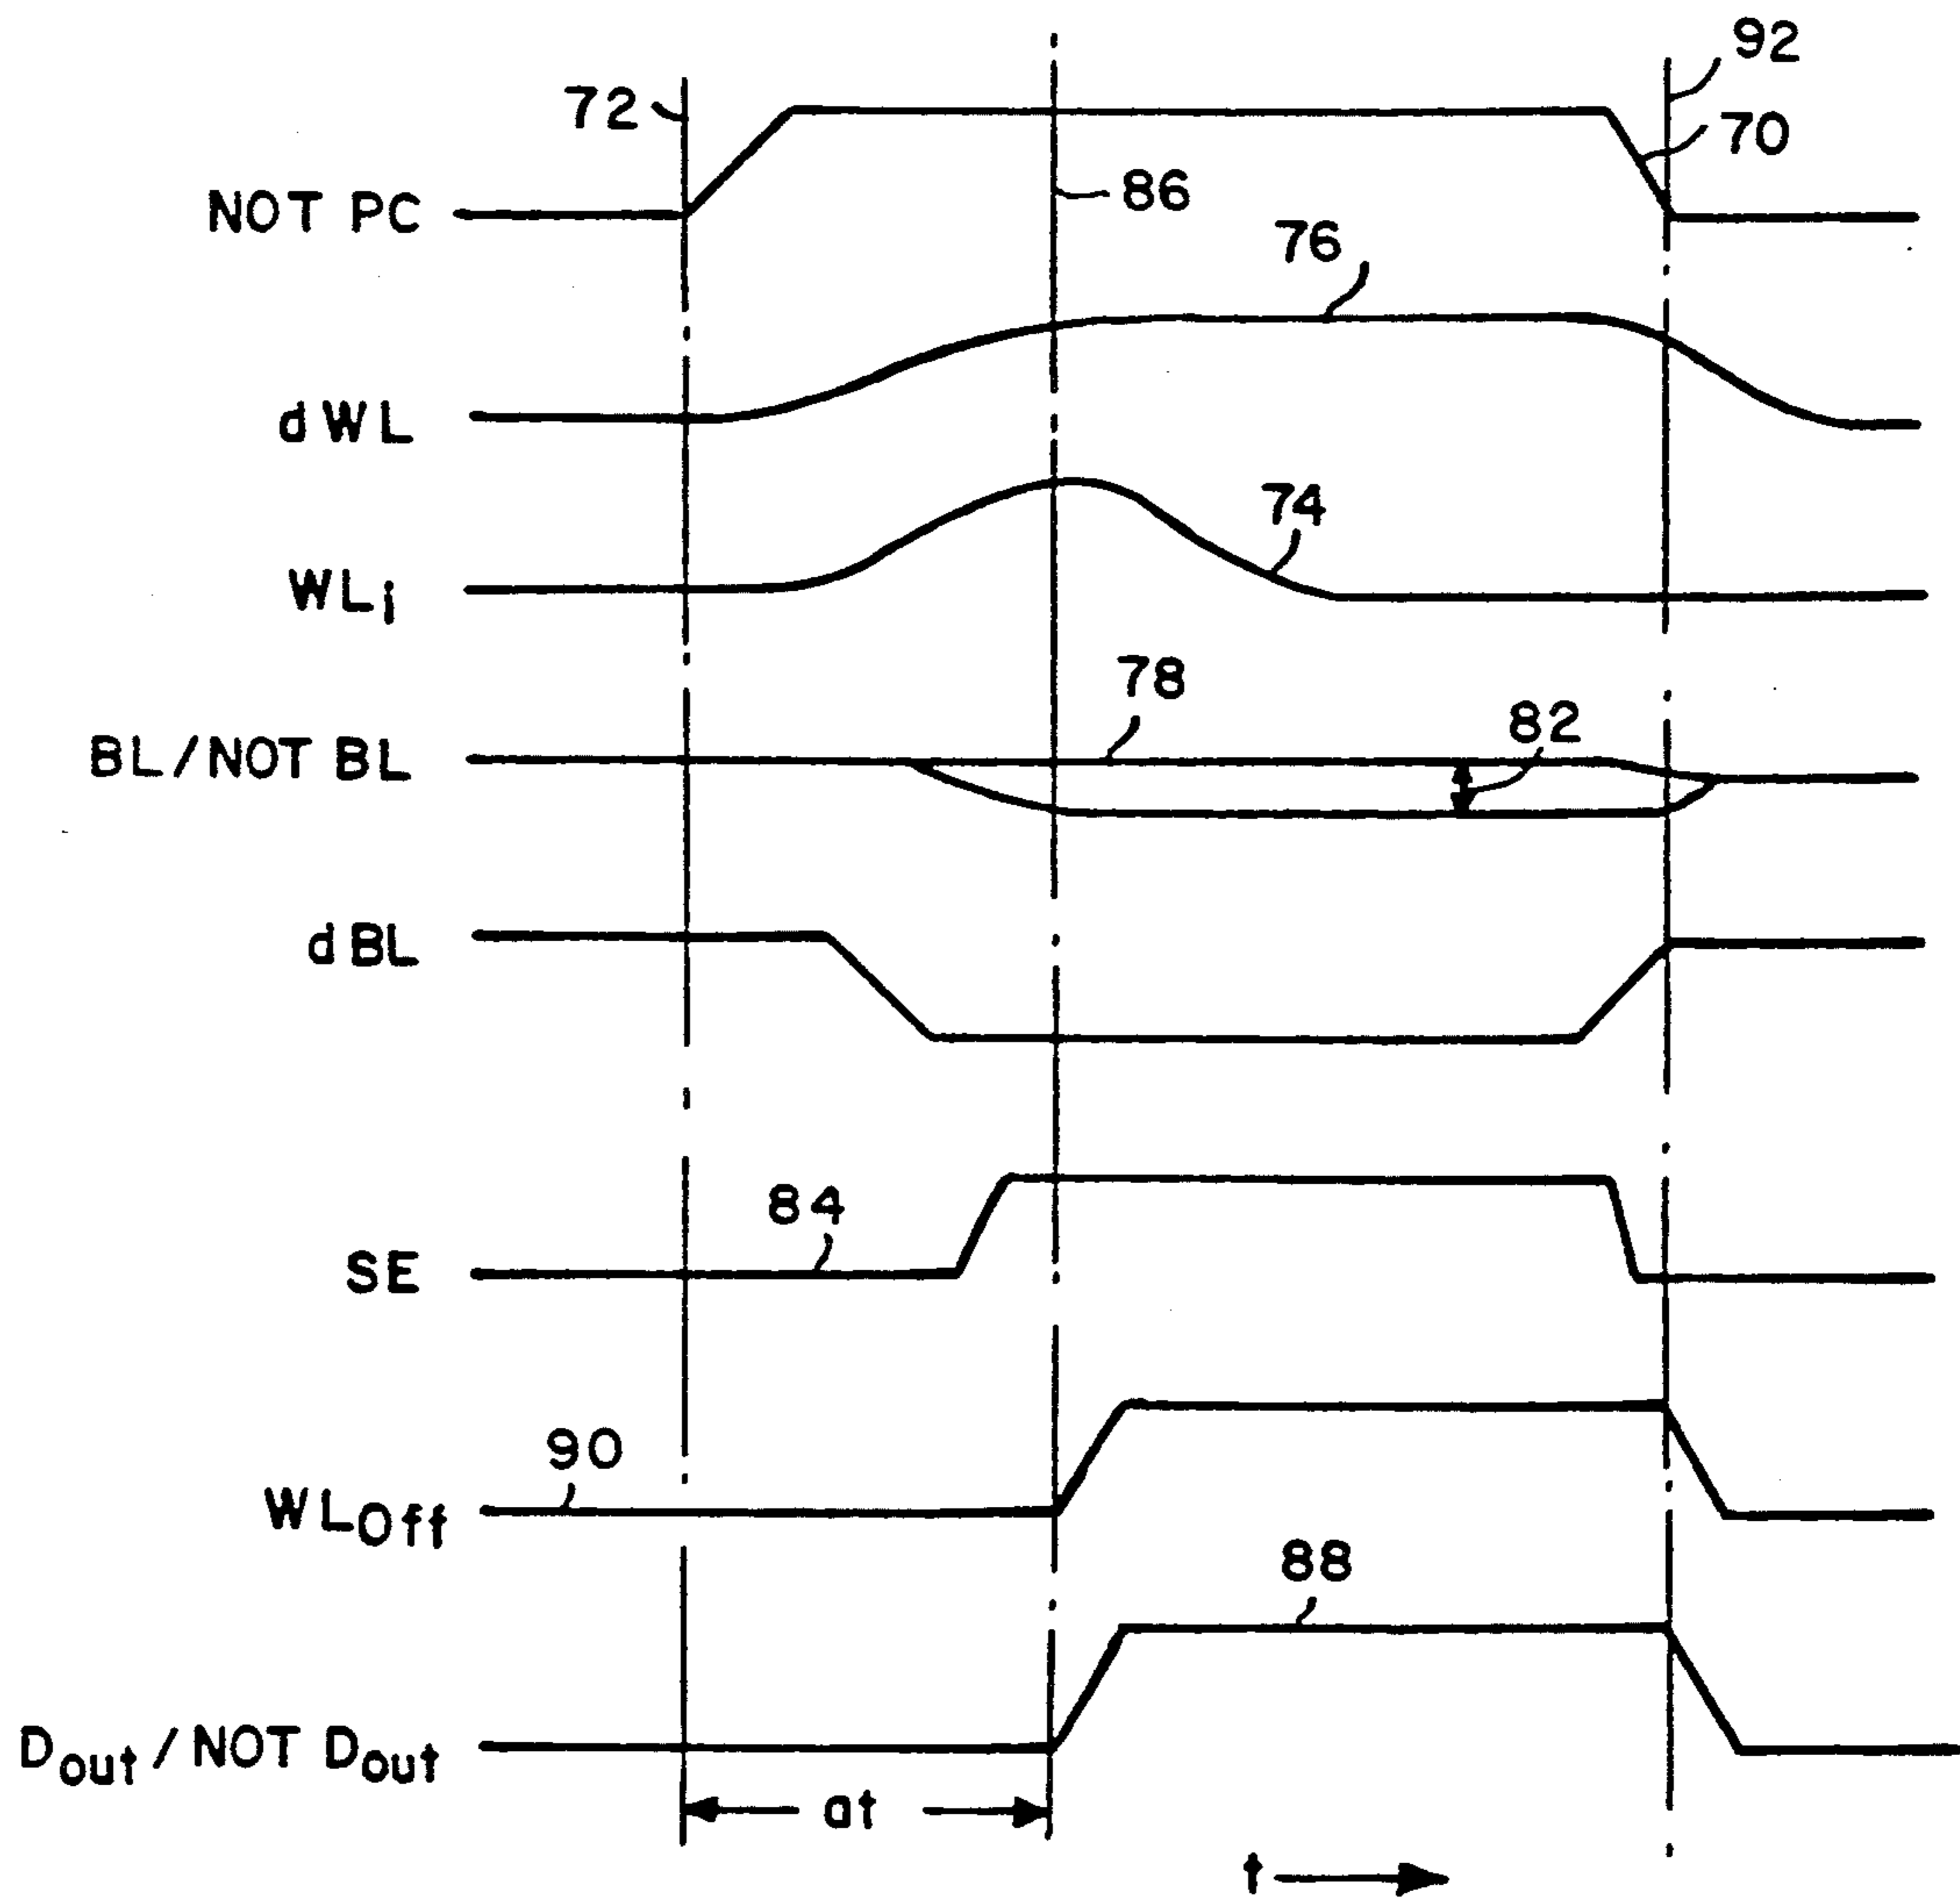 92
72
70
NOT PC
86
76
dWL
74
WLi
78
82
BL/NOT BL
dBL
84
SE
90
WLOff
88
Dout/NOT Dout
at
t